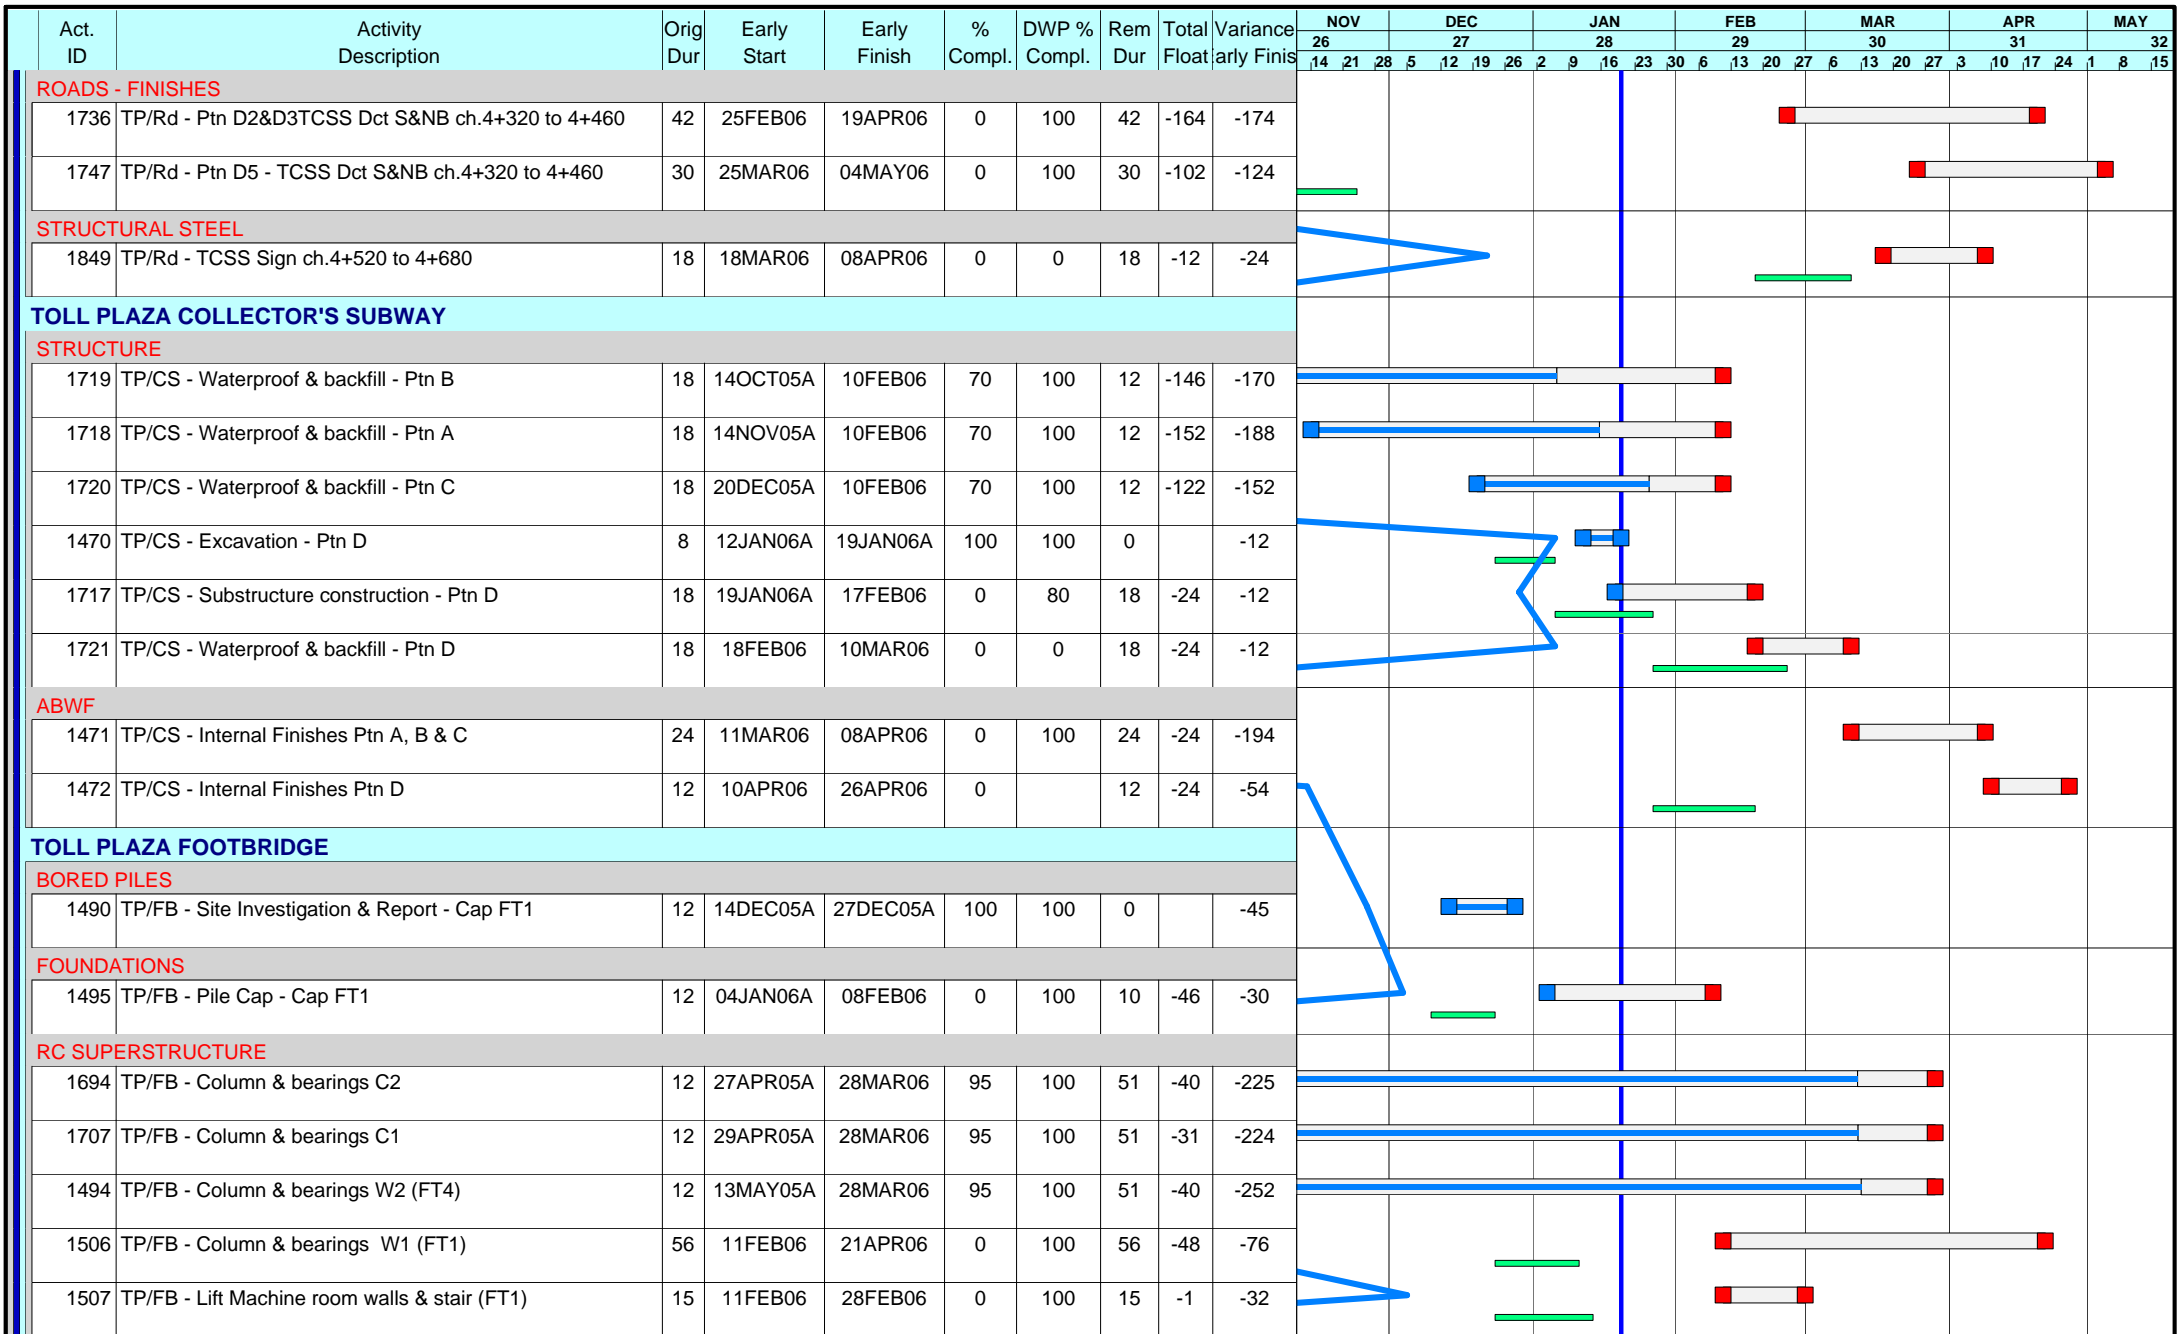 Act. ID Activity Description Orig Dur Early Start Early Finish % Compl. DWP % Compl. Rem Dur Total Float Variance Early Finis
NOV DEC JAN FEB MAR APR MAY
26 27 28 29 30 31 32
14 21 28 5 12 19 26 2 9 16 23 30 6 13 20 27 6 13 20 27 3 10 17 24 1 8 15
ROADS - FINISHES
1736 TP/Rd - Ptn D2&D3TCSS Dct S&NB ch.4+320 to 4+460 42 25FEB06 19APR06 0 100 42 -164 -174
1747 TP/Rd - Ptn D5 - TCSS Dct S&NB ch.4+320 to 4+460 30 25MAR06 04MAY06 0 100 30 -102 -124
STRUCTURAL STEEL
1849 TP/Rd - TCSS Sign ch.4+520 to 4+680 18 18MAR06 08APR06 0 0 18 -12 -24
TOLL PLAZA COLLECTOR'S SUBWAY
STRUCTURE
1719 TP/CS - Waterproof & backfill - Ptn B 18 14OCT05A 10FEB06 70 100 12 -146 -170
1718 TP/CS - Waterproof & backfill - Ptn A 18 14NOV05A 10FEB06 70 100 12 -152 -188
1720 TP/CS - Waterproof & backfill - Ptn C 18 20DEC05A 10FEB06 70 100 12 -122 -152
1470 TP/CS - Excavation - Ptn D 8 12JAN06A 19JAN06A 100 100 0 -12
1717 TP/CS - Substructure construction - Ptn D 18 19JAN06A 17FEB06 0 80 18 -24 -12
1721 TP/CS - Waterproof & backfill - Ptn D 18 18FEB06 10MAR06 0 0 18 -24 -12
ABWF
1471 TP/CS - Internal Finishes Ptn A, B & C 24 11MAR06 08APR06 0 100 24 -24 -194
1472 TP/CS - Internal Finishes Ptn D 12 10APR06 26APR06 0 12 -24 -54
TOLL PLAZA FOOTBRIDGE
BORED PILES
1490 TP/FB - Site Investigation & Report - Cap FT1 12 14DEC05A 27DEC05A 100 100 0 -45
FOUNDATIONS
1495 TP/FB - Pile Cap - Cap FT1 12 04JAN06A 08FEB06 0 100 10 -46 -30
RC SUPERSTRUCTURE
1694 TP/FB - Column & bearings C2 12 27APR05A 28MAR06 95 100 51 -40 -225
1707 TP/FB - Column & bearings C1 12 29APR05A 28MAR06 95 100 51 -31 -224
1494 TP/FB - Column & bearings W2 (FT4) 12 13MAY05A 28MAR06 95 100 51 -40 -252
1506 TP/FB - Column & bearings W1 (FT1) 56 11FEB06 21APR06 0 100 56 -48 -76
1507 TP/FB - Lift Machine room walls & stair (FT1) 15 11FEB06 28FEB06 0 100 15 -1 -32